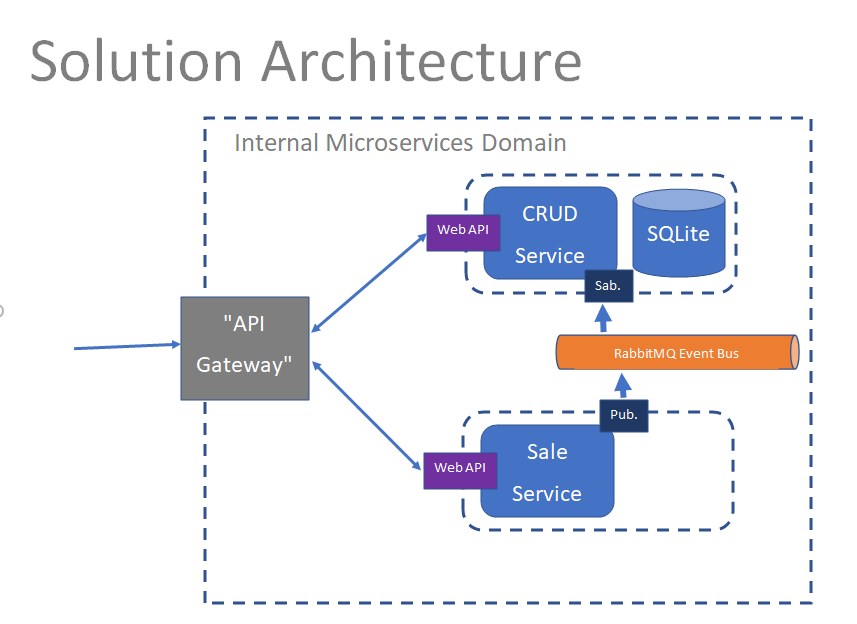 Solution Architecture
Internal Microservices Domain
Web API
CRUD
Service
SQLite
Sab.
"API
Gateway"
RabbitMQ Event Bus
Pub.
Web API
Sale
Service